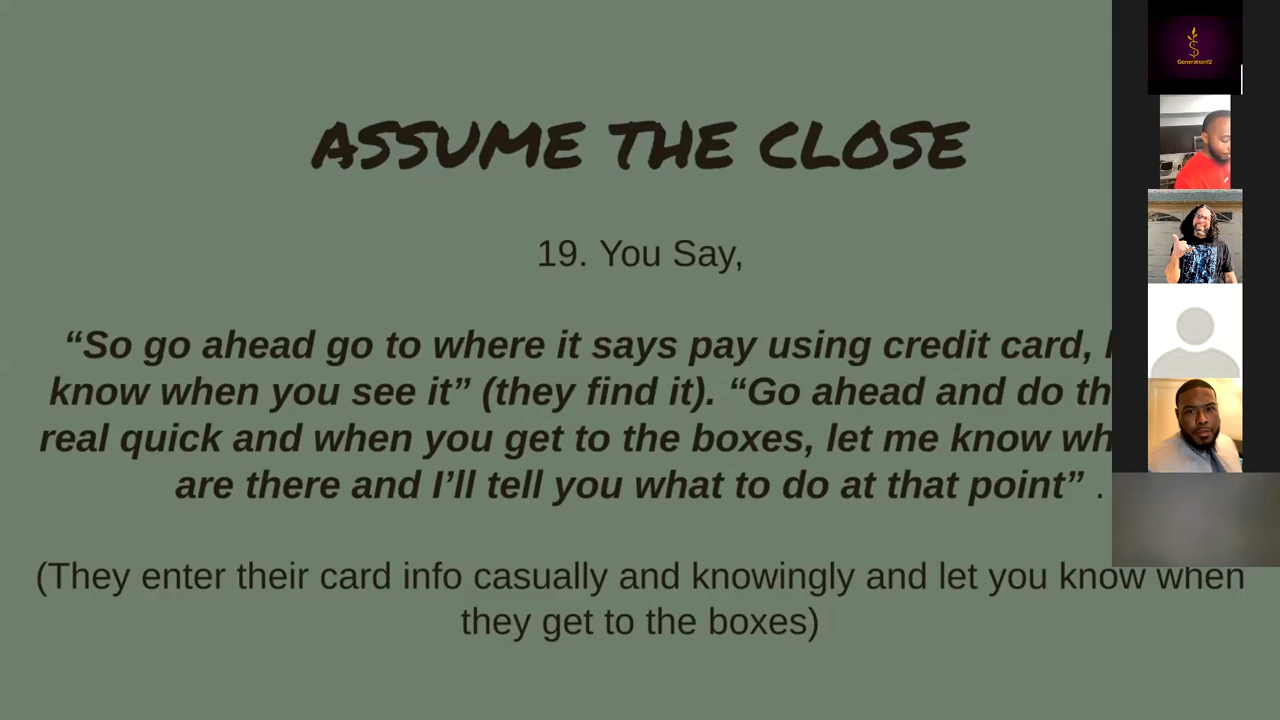 ASSUME THE CLOSE
19. You Say,
“So go ahead go to where it says pay using credit card,
know when you see it” (they find it). “Go ahead and do
real quick and when you get to the boxes, let me know
are there and I’ll tell you what to do at that point” .
(They enter their card info casually and knowingly and let you know when
they get to the boxes)
Generation$2